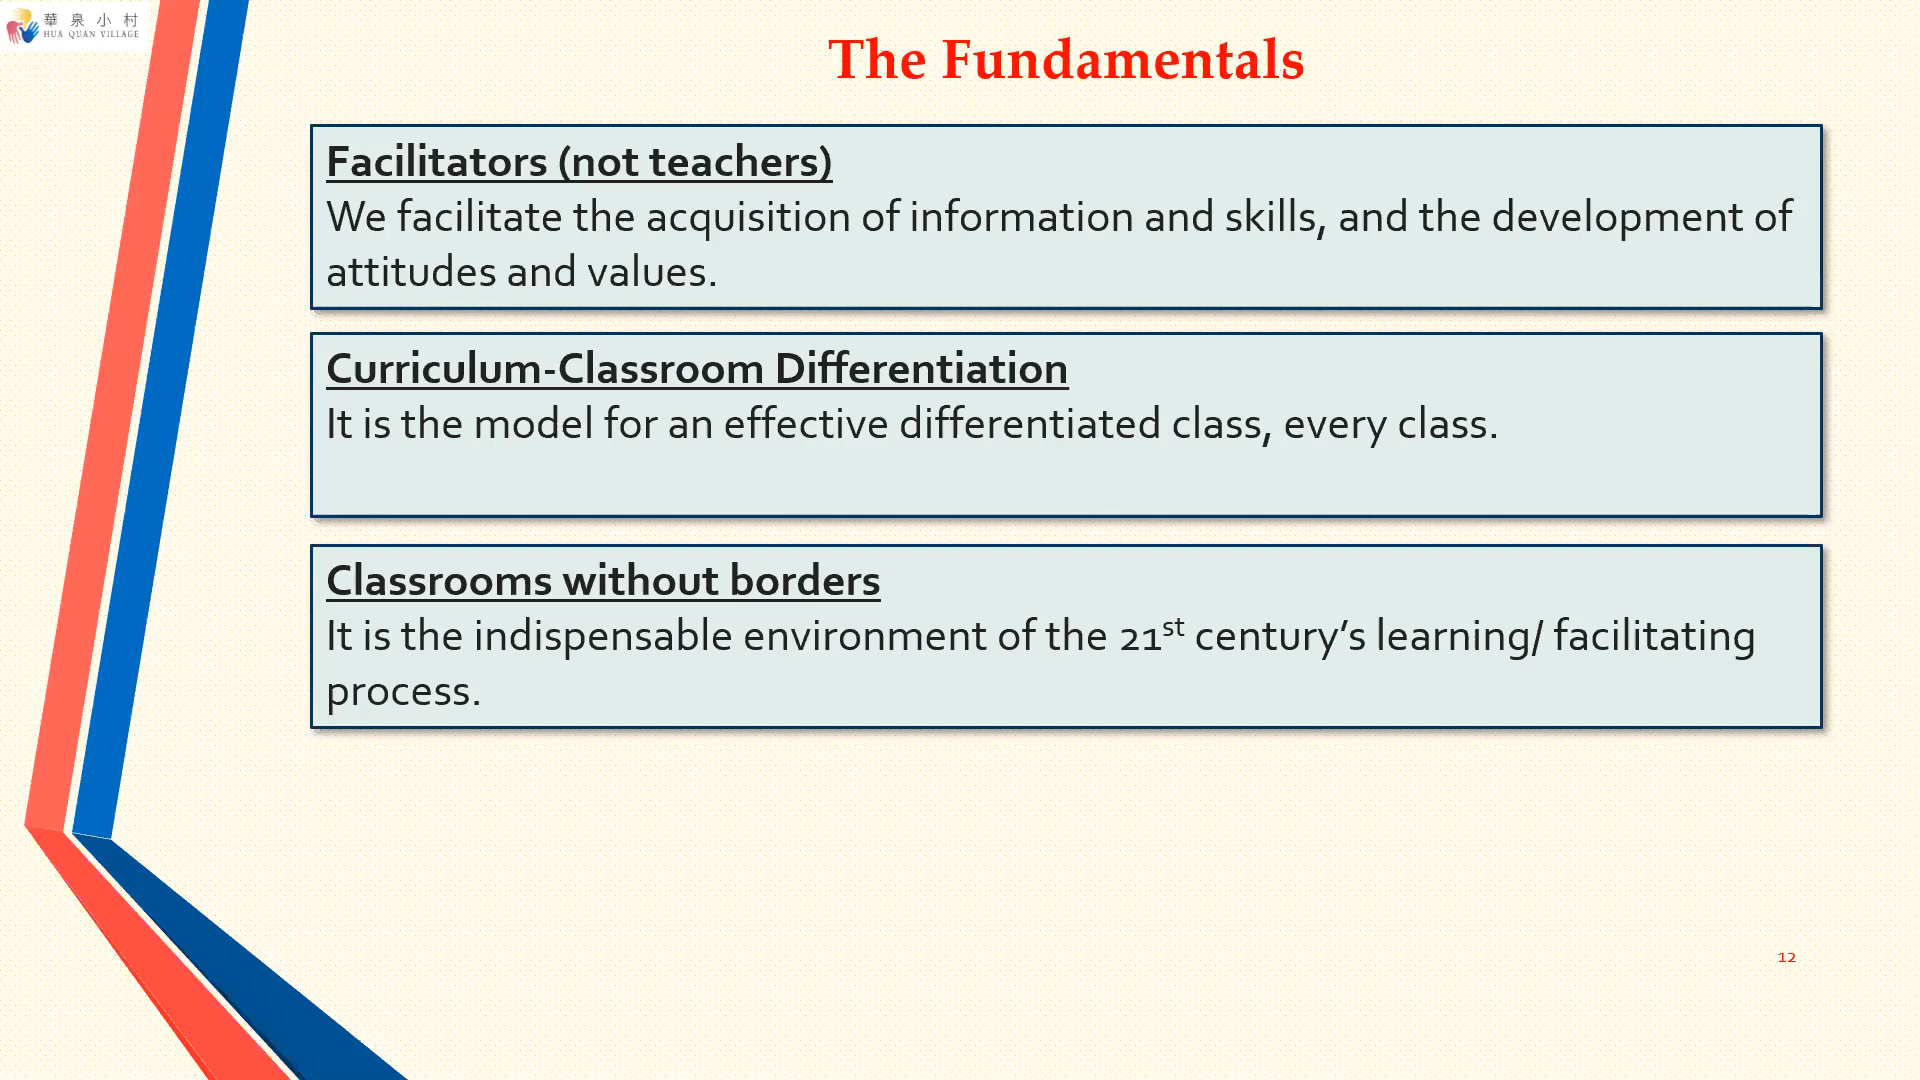 華泉小村
HUA QUAN VILLAGE
The Fundamentals
Facilitators (not teachers)
We facilitate the acquisition of information and skills, and the development of
attitudes and values.
Curriculum-Classroom Differentiation
It is the model for an effective differentiated class, every class.
Classrooms without borders
It is the indispensable environment of the 21st century’s learning/ facilitating
process.
12